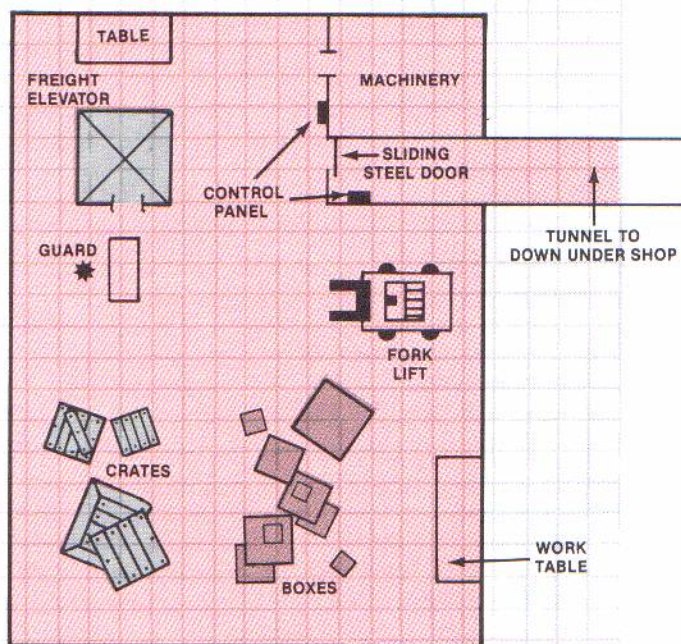 TABLE
FREIGHT
ELEVATOR
MACHINERY
SLIDING
STEEL DOOR
CONTROL
PANEL
TUNNEL TO
DOWN UNDER SHOP
GUARD
FORK
LIFT
CRATES
BOXES
WORK
TABLE